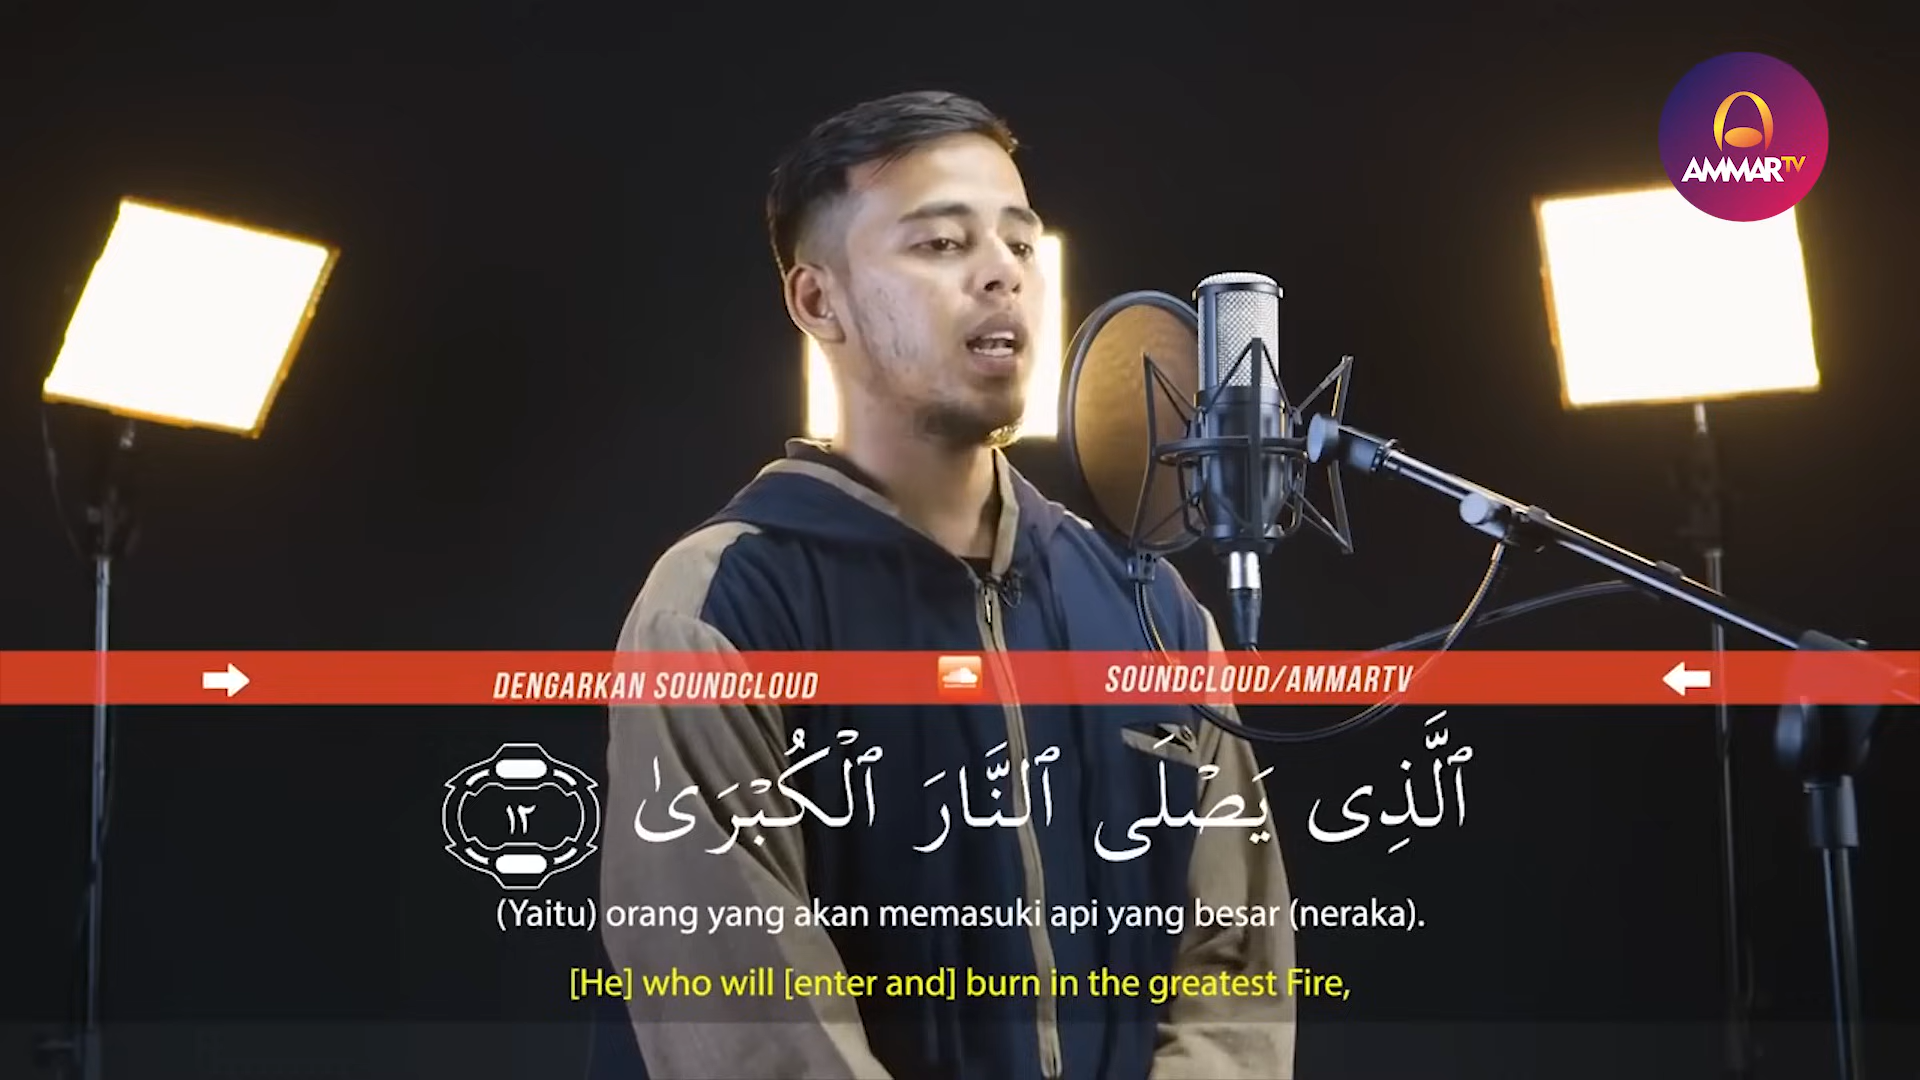 AMMARTV
DENGARKAN SOUNDCLOUD
SOUNDCLOUD/AMMARTV
ٱلَّذِى يَصْلَى ٱلنَّارَ ٱلْكُبْرَىٰ ١٢
(Yaitu) orang yang akan memasuki api yang besar (neraka).
[He] who will [enter and] burn in the greatest Fire,